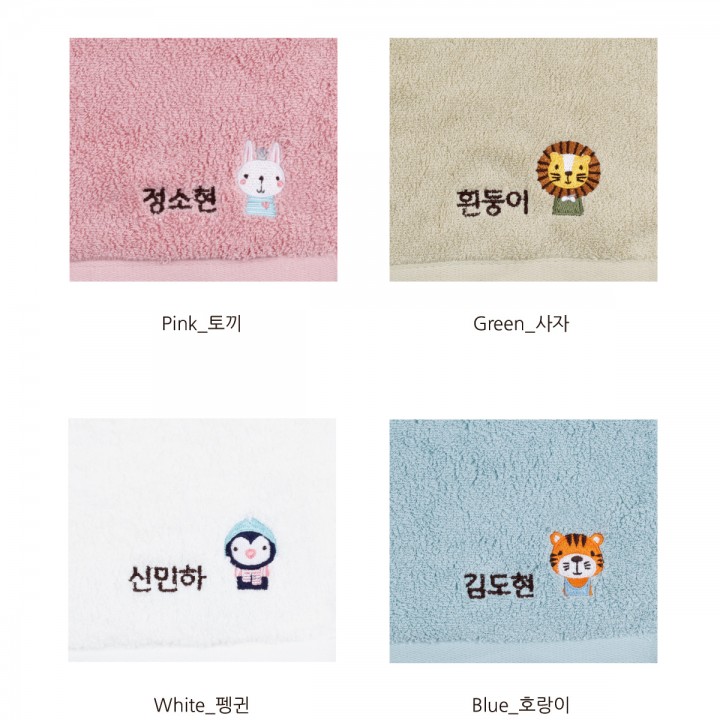 정소현
흰둥이
Pink_토끼
Green_사자
신민하
김도현
White_펭귄
Blue_호랑이